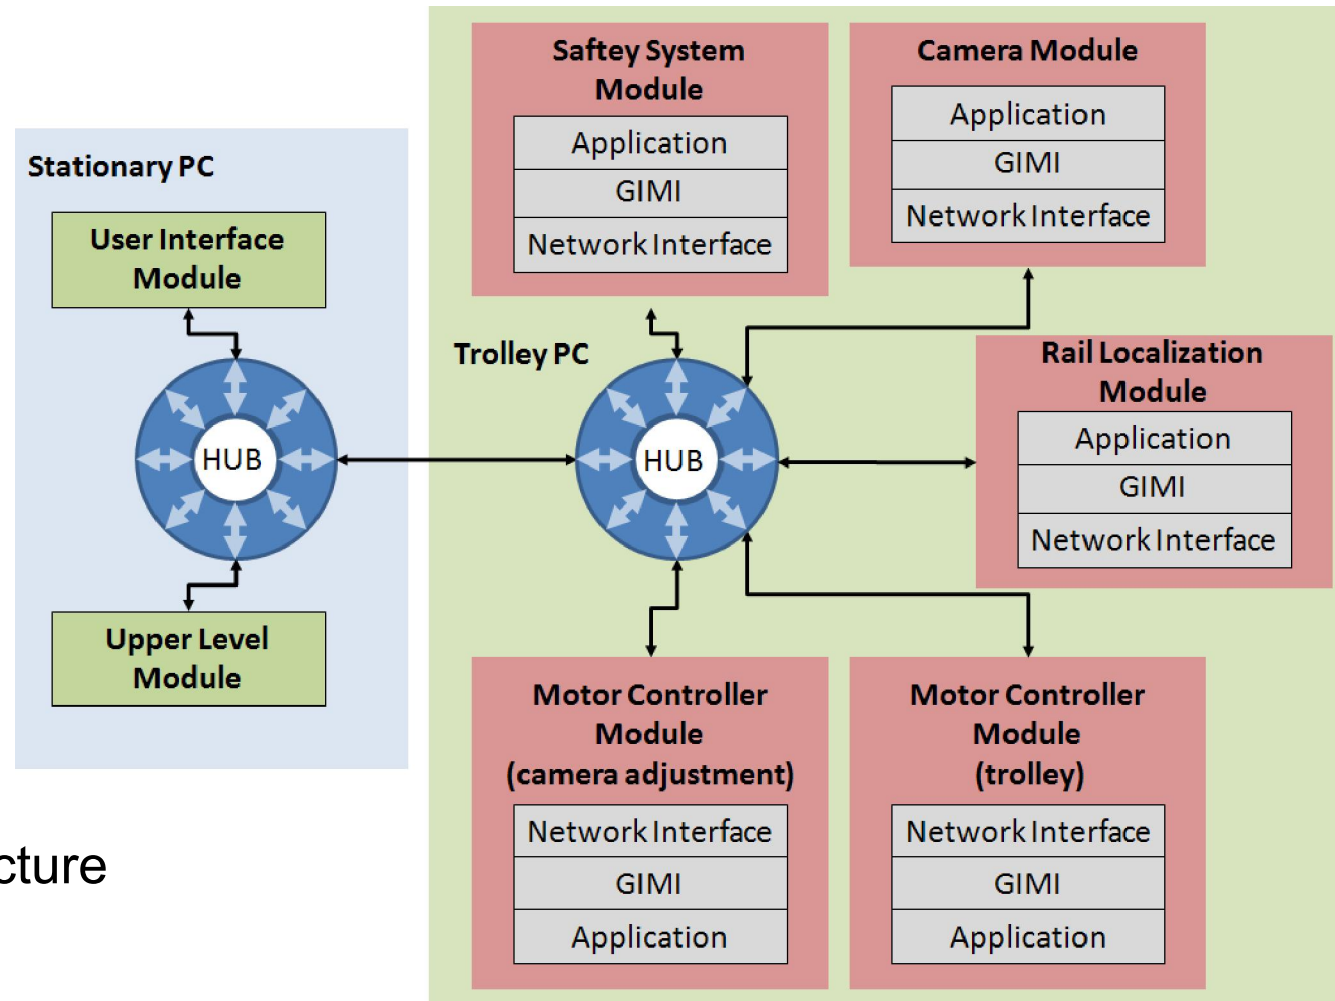 Stationary PC
User Interface
Module
HUB
Upper Level
Module
Trolley PC
HUB
Saftey System
Module
Application
GIMI
Network Interface
Camera Module
Application
GIMI
Network Interface
Rail Localization
Module
Application
GIMI
Network Interface
Motor Controller
Module
(camera adjustment)
Network Interface
GIMI
Application
Motor Controller
Module
(trolley)
Network Interface
GIMI
Application
cture